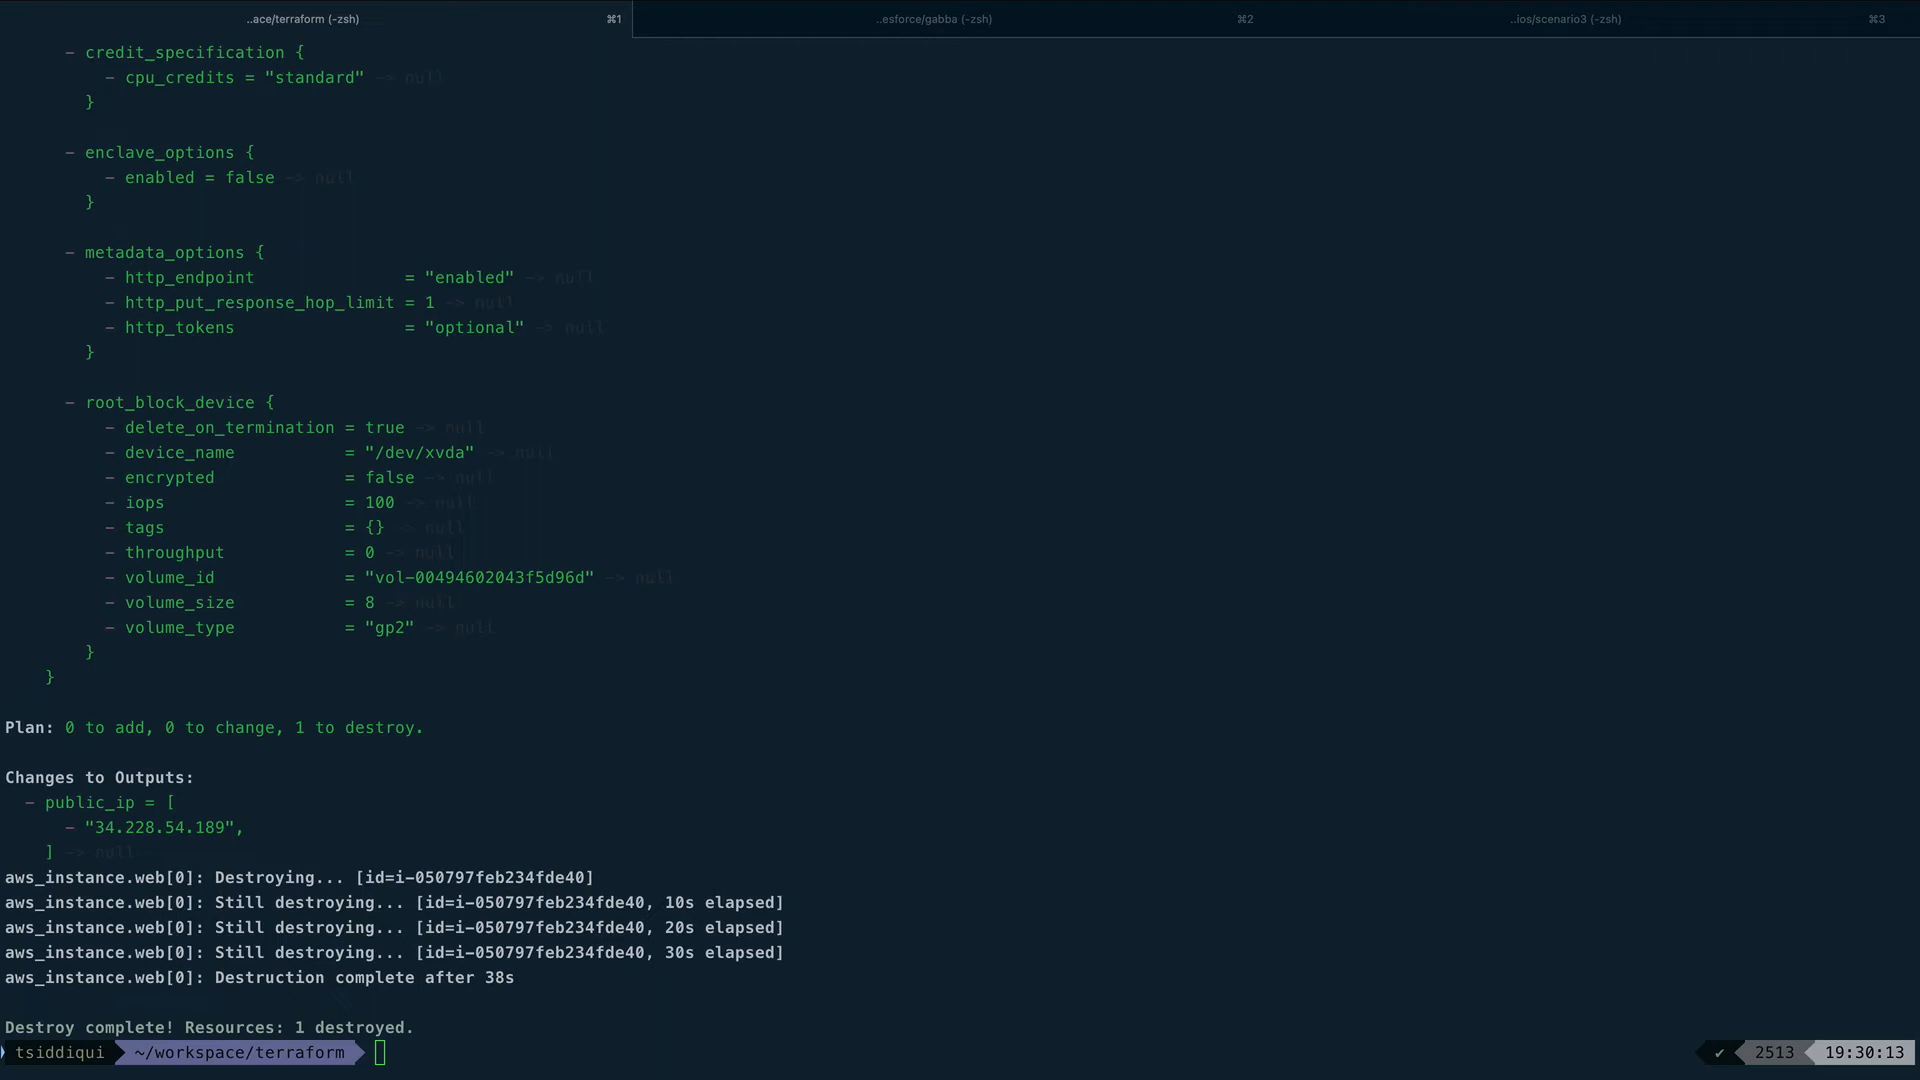 ..ace/terraform (-zsh) ⌘1 ..esforce/gabba (-zsh) ⌘2 ..ios/scenario3 (-zsh) ⌘3
      - credit_specification {
          - cpu_credits = "standard" -> null
        }

      - enclave_options {
          - enabled = false -> null
        }

      - metadata_options {
          - http_endpoint               = "enabled" -> null
          - http_put_response_hop_limit = 1 -> null
          - http_tokens                 = "optional" -> null
        }

      - root_block_device {
          - delete_on_termination = true -> null
          - device_name           = "/dev/xvda" -> null
          - encrypted             = false -> null
          - iops                  = 100 -> null
          - tags                  = {} -> null
          - throughput            = 0 -> null
          - volume_id             = "vol-00494602043f5d96d" -> null
          - volume_size           = 8 -> null
          - volume_type           = "gp2" -> null
        }
    }

Plan: 0 to add, 0 to change, 1 to destroy.

Changes to Outputs:
  - public_ip = [
      - "34.228.54.189",
    ] -> null
aws_instance.web[0]: Destroying... [id=i-050797feb234fde40]
aws_instance.web[0]: Still destroying... [id=i-050797feb234fde40, 10s elapsed]
aws_instance.web[0]: Still destroying... [id=i-050797feb234fde40, 20s elapsed]
aws_instance.web[0]: Still destroying... [id=i-050797feb234fde40, 30s elapsed]
aws_instance.web[0]: Destruction complete after 38s

Destroy complete! Resources: 1 destroyed.
tsiddiqui ~/workspace/terraform ✔ 2513 19:30:13